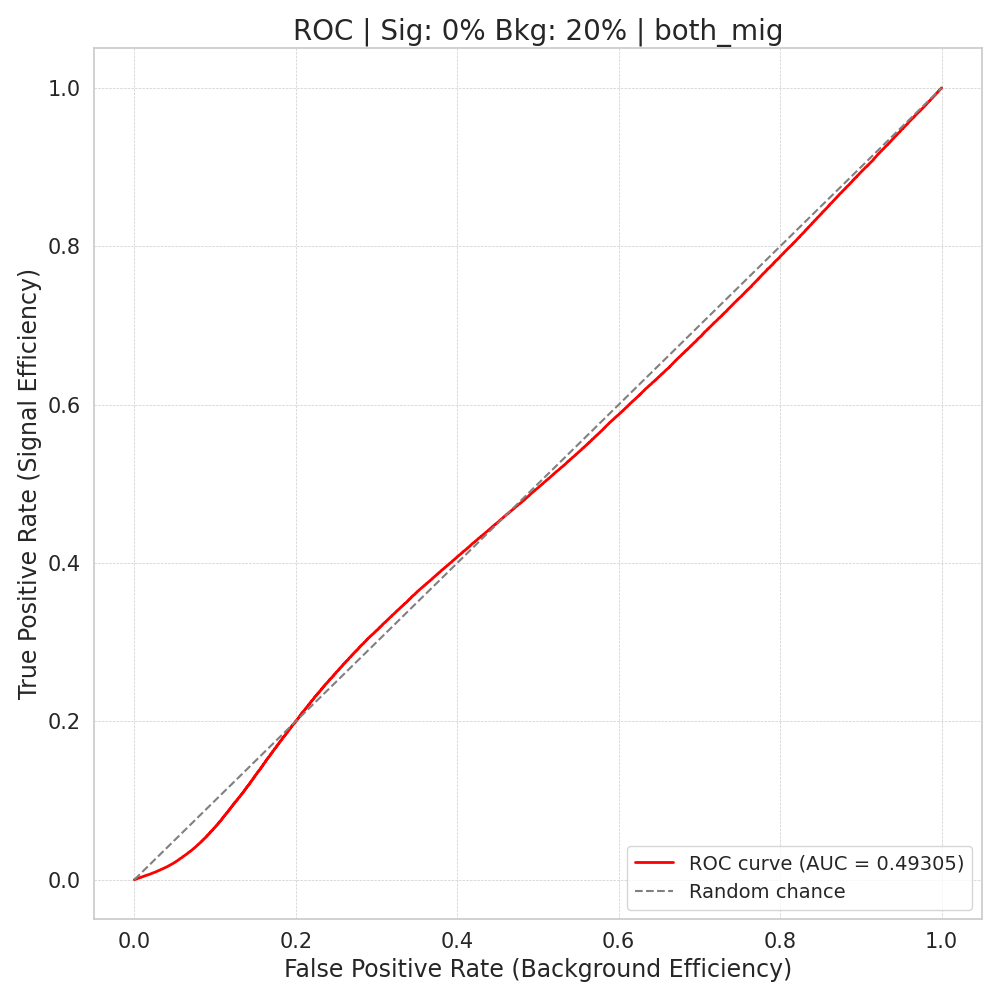 ROC | Sig: 0% Bkg: 20% | both_mig
True Positive Rate (Signal Efficiency)
1.0
0.8
0.6
0.4
0.2
0.0
ROC curve (AUC = 0.49305)
Random chance
0.0 0.2 0.4 0.6 0.8 1.0
False Positive Rate (Background Efficiency)